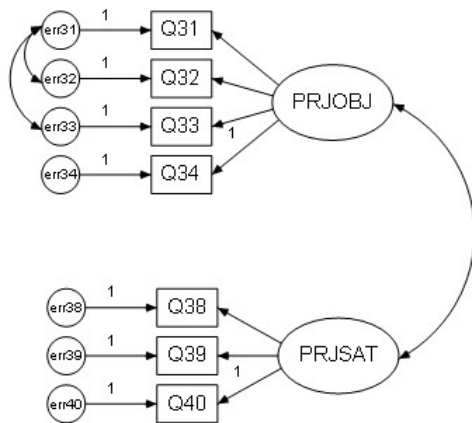 err31 1 Q31
err32 1 Q32
PRJOBJ
err33 1 Q33 1
err34 1 Q34
err38 1 Q38
err39 1 Q39 1
PRJSAT
err40 1 Q40